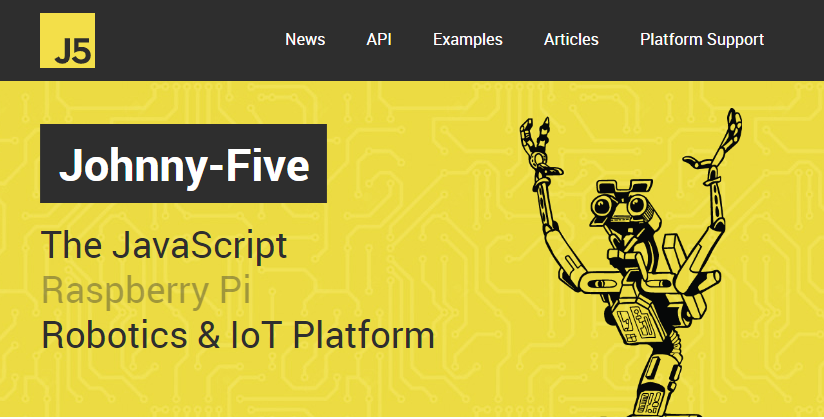 J5
News API Examples Articles Platform Support
Johnny-Five
The JavaScript
Raspberry Pi
Robotics & IoT Platform